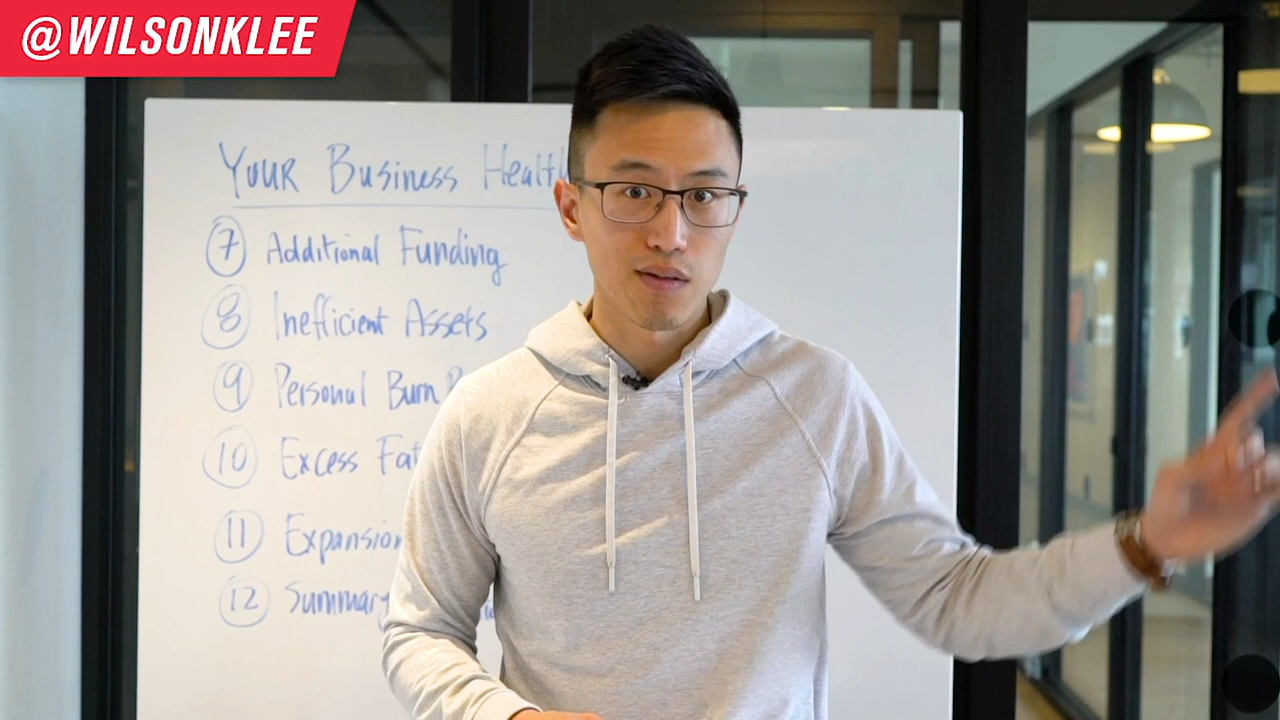 @WILSONKLEE
Your Business Health
7 Additional Funding
8 Inefficient Assets
9 Personal Burn
10 Excess Fat
11 Expansion
12 Summary